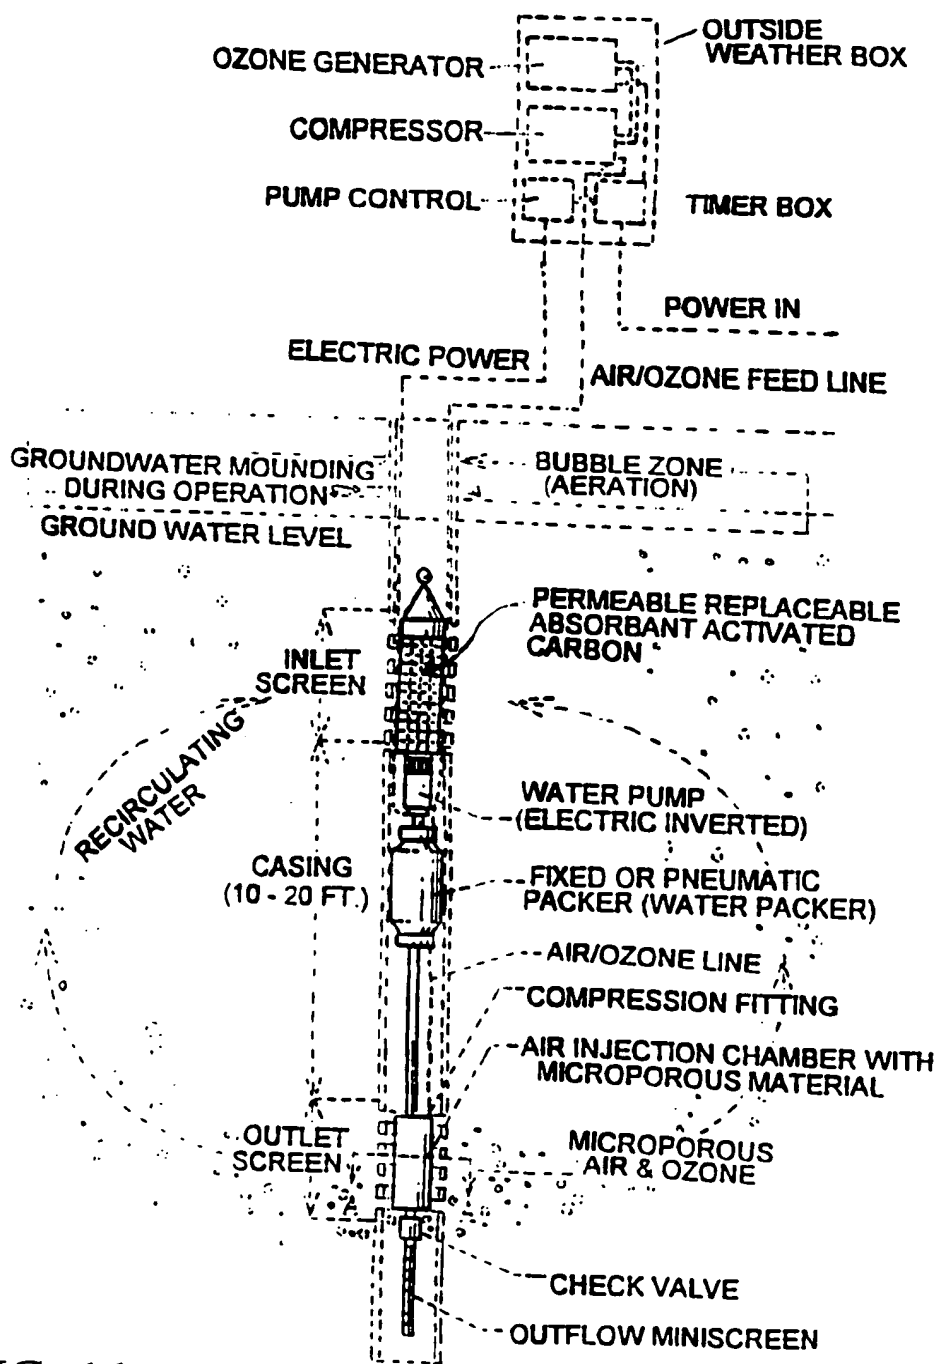 OUTSIDE
WEATHER BOX
OZONE GENERATOR
COMPRESSOR
PUMP CONTROL
TIMER BOX
POWER IN
ELECTRIC POWER
AIR/OZONE FEED LINE
GROUNDWATER MOUNDING
DURING OPERATION
BUBBLE ZONE
(AERATION)
GROUND WATER LEVEL
PERMEABLE REPLACEABLE
ABSORBANT ACTIVATED
CARBON
INLET
SCREEN
RECIRCULATING
WATER
WATER PUMP
(ELECTRIC INVERTED)
CASING
(10 - 20 FT.)
FIXED OR PNEUMATIC
PACKER (WATER PACKER)
AIR/OZONE LINE
COMPRESSION FITTING
AIR INJECTION CHAMBER WITH
MICROPOROUS MATERIAL
OUTLET
SCREEN
MICROPOROUS
AIR & OZONE
CHECK VALVE
OUTFLOW MINISCREEN